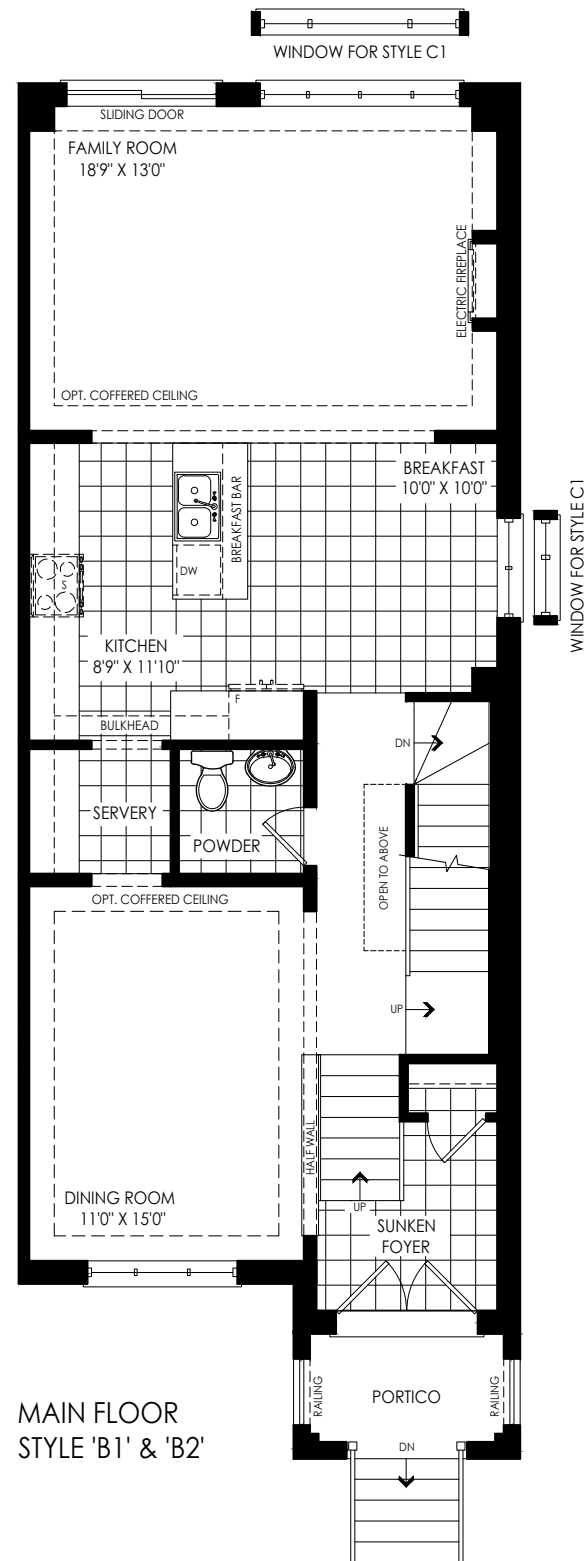 WINDOW FOR STYLE C1
SLIDING DOOR
FAMILY ROOM
18'9" X 13'0"
ELECTRIC FIREPLACE
OPT. COFFERED CEILING
BREAKFAST
10'0" X 10'0"
BREAKFAST BAR
WINDOW FOR STYLE C1
DW
S
KITCHEN
8'9" X 11'10"
F
BULKHEAD
DN
SERVERY
POWDER
OPEN TO ABOVE
OPT. COFFERED CEILING
UP
HALF WALL
DINING ROOM
11'0" X 15'0"
UP
SUNKEN
FOYER
RAILING
PORTICO
RAILING
MAIN FLOOR
STYLE 'B1' & 'B2'
DN